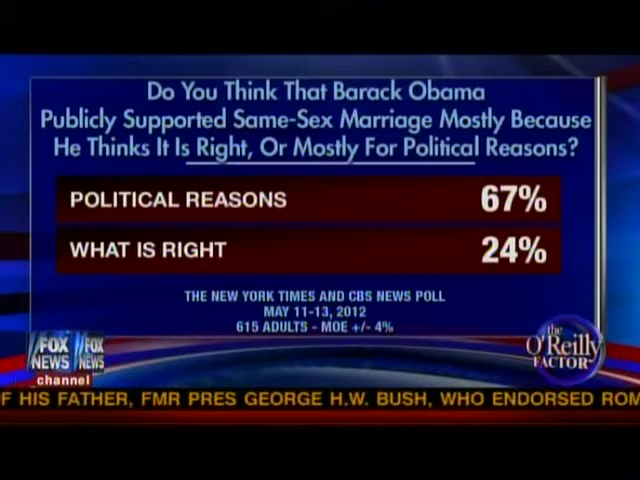 Do You Think That Barack Obama
Publicly Supported Same-Sex Marriage Mostly Because
He Thinks It Is Right, Or Mostly For Political Reasons?
POLITICAL REASONS 67%
WHAT IS RIGHT 24%
THE NEW YORK TIMES AND CBS NEWS POLL
MAY 11-13, 2012
615 ADULTS - MOE +/- 4%
FOX NEWS channel
FOX NEWS
the O'Reilly FACTOR
OF HIS FATHER, FMR PRES GEORGE H.W. BUSH, WHO ENDORSED ROM